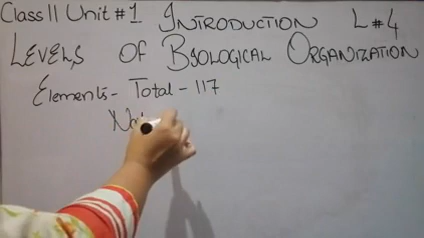 Class 11 Unit #1 INTRODUCTION L#4
LEVELS OF BIOLOGICAL ORGANIZATION
Elements - Total - 117